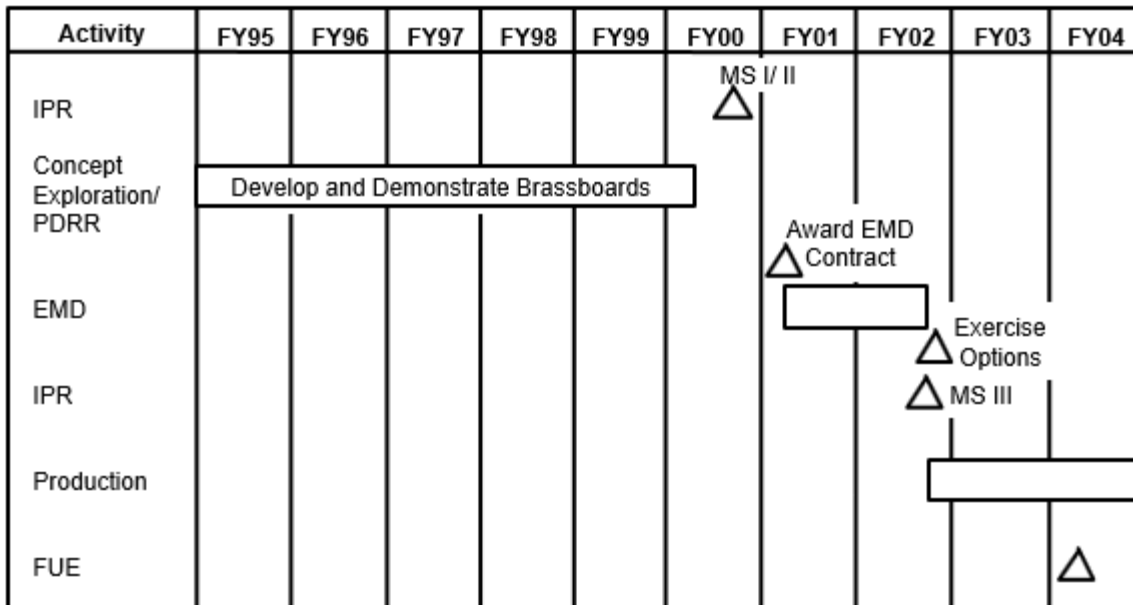 Activity FY95 FY96 FY97 FY98 FY99 FY00 FY01 FY02 FY03 FY04
MS I/ II
IPR
Concept
Exploration/
PDRR
Develop and Demonstrate Brassboards
Award EMD
Contract
EMD
Exercise
Options
IPR
MS III
Production
FUE